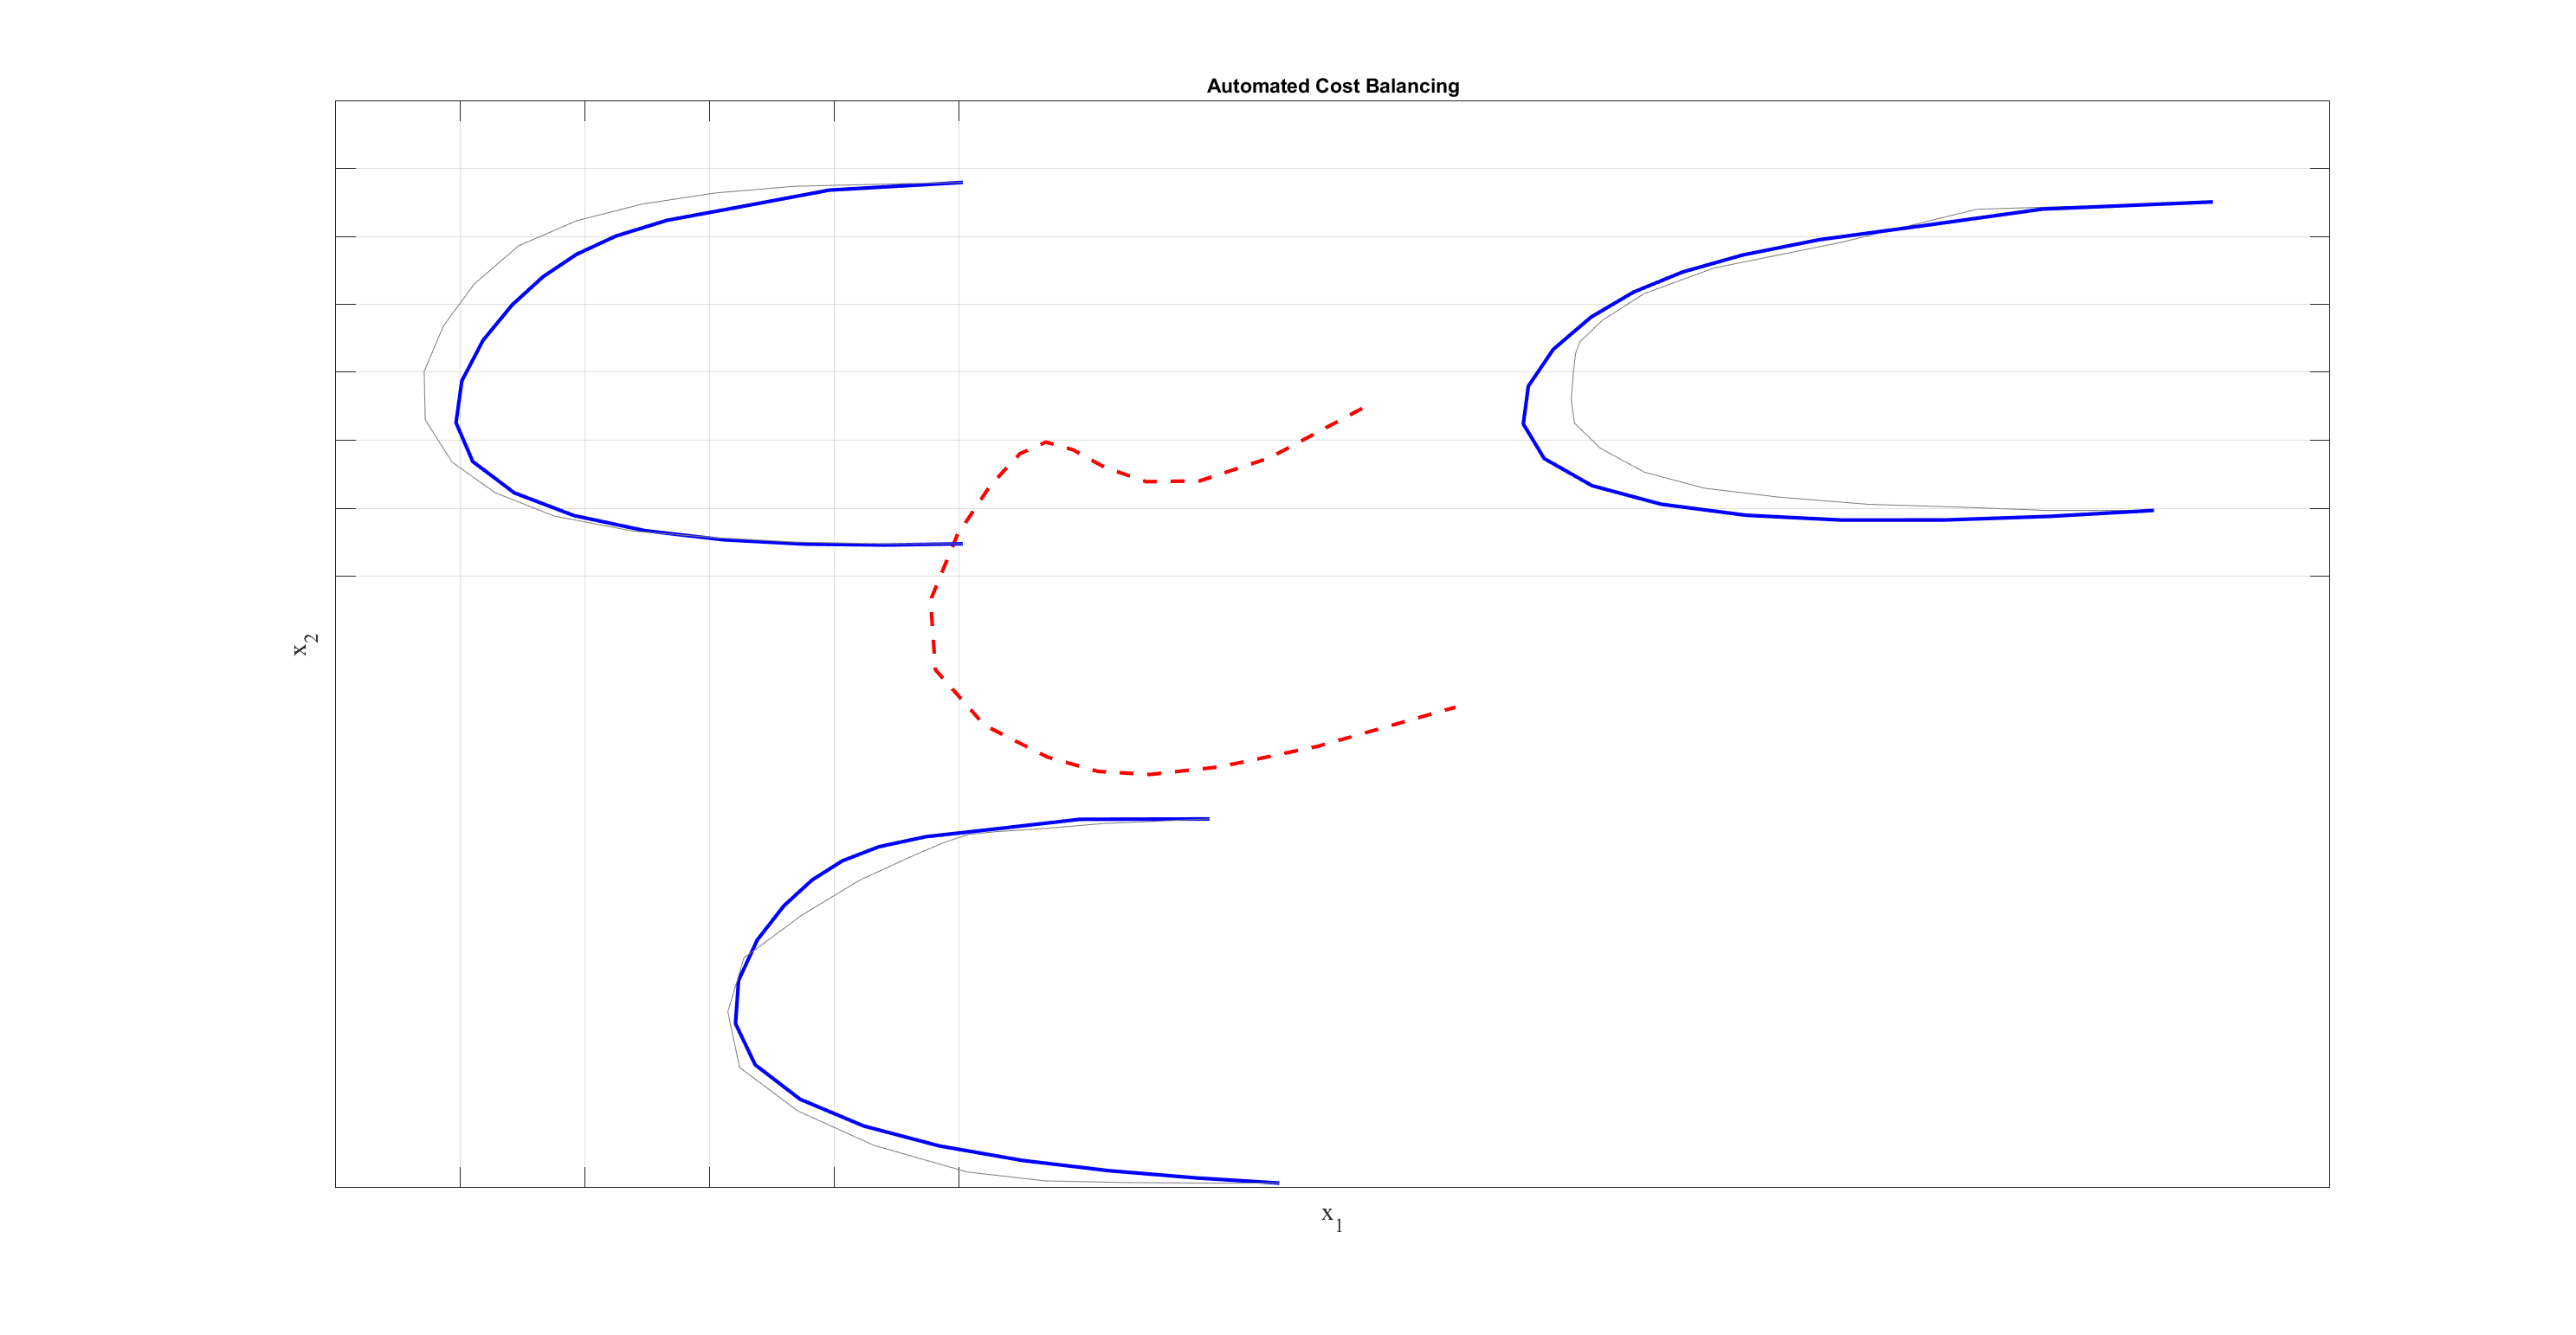 Automated Cost Balancing
x₂
x₁